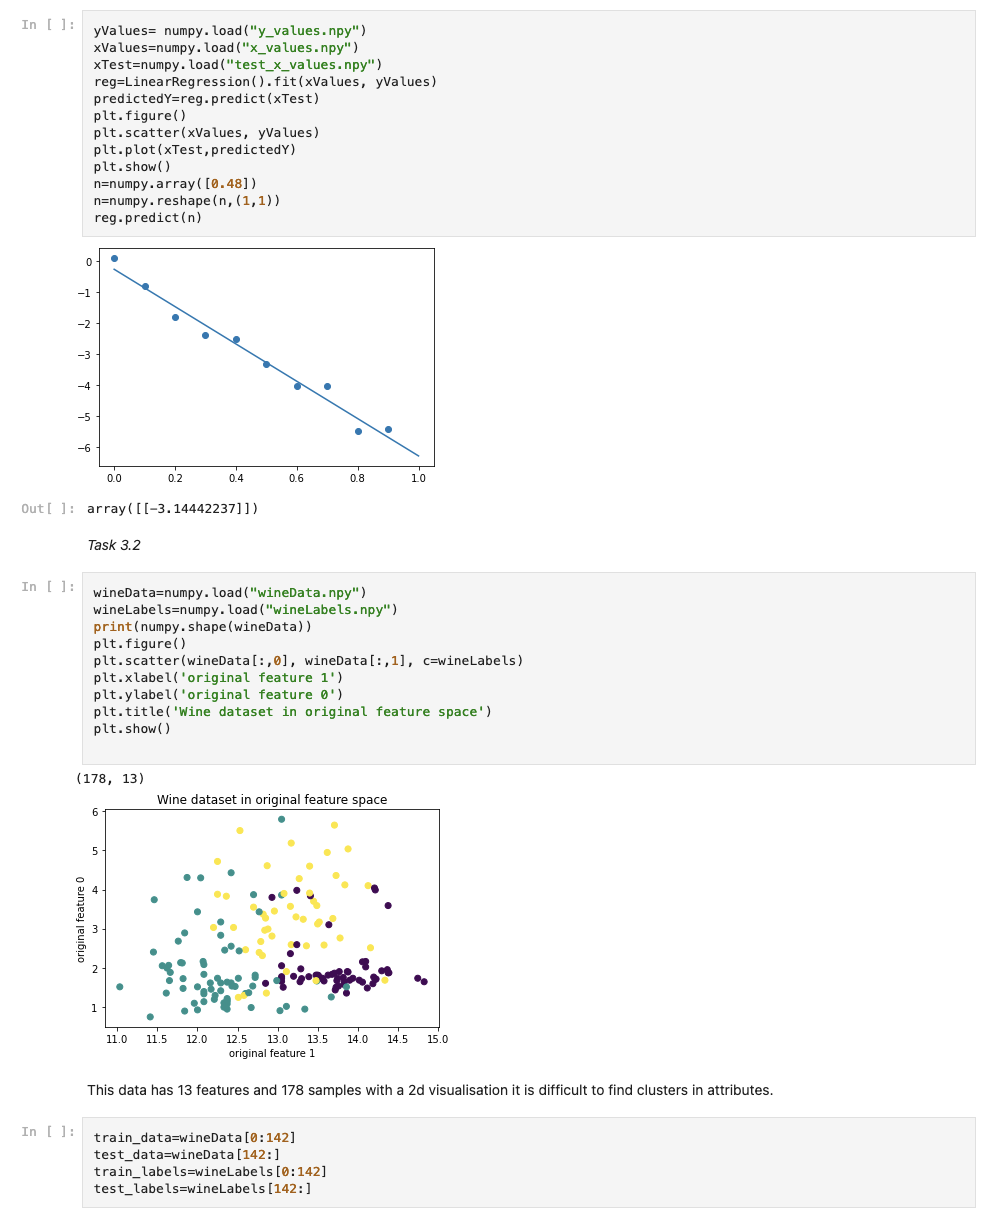 In [ ]:
yValues= numpy.load("y_values.npy")
xValues=numpy.load("x_values.npy")
xTest=numpy.load("test_x_values.npy")
reg=LinearRegression().fit(xValues, yValues)
predictedY=reg.predict(xTest)
plt.figure()
plt.scatter(xValues, yValues)
plt.plot(xTest,predictedY)
plt.show()
n=numpy.array([0.48])
n=numpy.reshape(n,(1,1))
reg.predict(n)
0
−1
−2
−3
−4
−5
−6
0.0 0.2 0.4 0.6 0.8 1.0
Out[ ]: array([[-3.14442237]])
Task 3.2
In [ ]:
wineData=numpy.load("wineData.npy")
wineLabels=numpy.load("wineLabels.npy")
print(numpy.shape(wineData))
plt.figure()
plt.scatter(wineData[:,0], wineData[:,1], c=wineLabels)
plt.xlabel('original feature 1')
plt.ylabel('original feature 0')
plt.title('Wine dataset in original feature space')
plt.show()
(178, 13)
Wine dataset in original feature space
6
5
4
3
2
1
original feature 0
11.0 11.5 12.0 12.5 13.0 13.5 14.0 14.5 15.0
original feature 1
This data has 13 features and 178 samples with a 2d visualisation it is difficult to find clusters in attributes.
In [ ]:
train_data=wineData[0:142]
test_data=wineData[142:]
train_labels=wineLabels[0:142]
test_labels=wineLabels[142:]